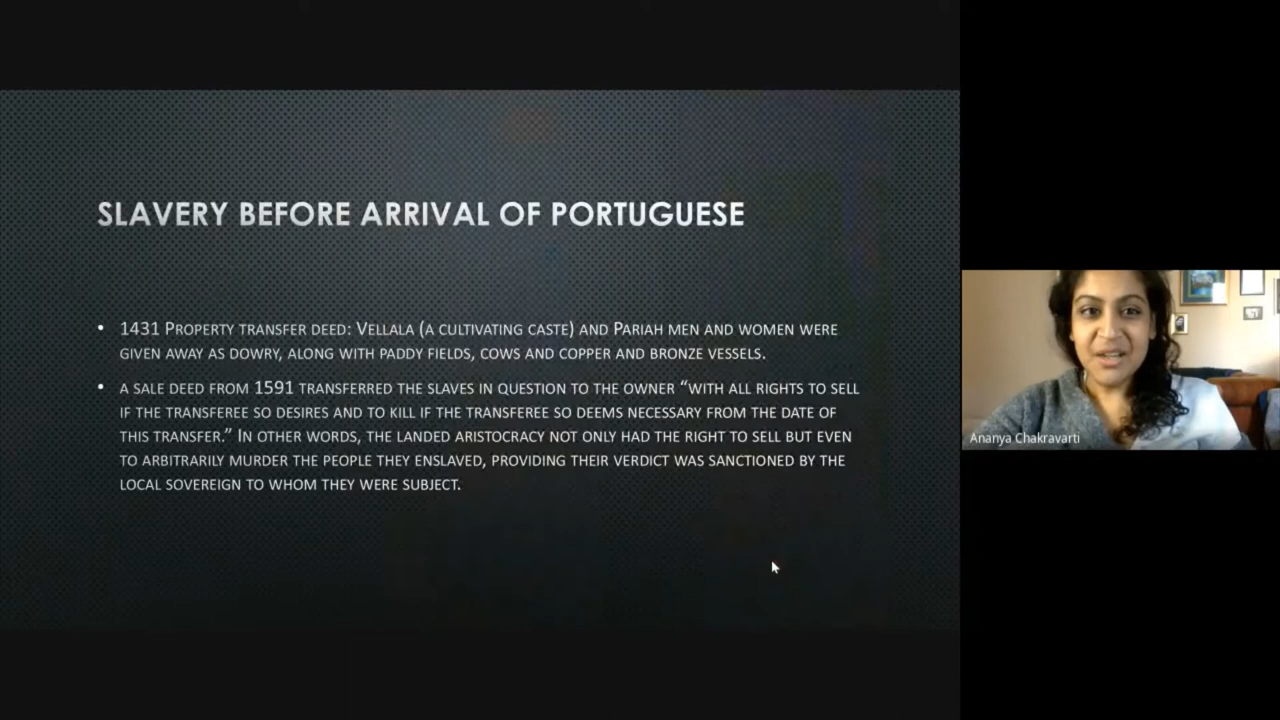 SLAVERY BEFORE ARRIVAL OF PORTUGUESE
• 1431 PROPERTY TRANSFER DEED: VELLALA (A CULTIVATING CASTE) AND PARIAH MEN AND WOMEN WERE
GIVEN AWAY AS DOWRY, ALONG WITH PADDY FIELDS, COWS AND COPPER AND BRONZE VESSELS.
• A SALE DEED FROM 1591 TRANSFERRED THE SLAVES IN QUESTION TO THE OWNER “WITH ALL RIGHTS TO SELL
IF THE TRANSFEREE SO DESIRES AND TO KILL IF THE TRANSFEREE SO DEEMS NECESSARY FROM THE DATE OF
THIS TRANSFER.” IN OTHER WORDS, THE LANDED ARISTOCRACY NOT ONLY HAD THE RIGHT TO SELL BUT EVEN
TO ARBITRARILY MURDER THE PEOPLE THEY ENSLAVED, PROVIDING THEIR VERDICT WAS SANCTIONED BY THE
LOCAL SOVEREIGN TO WHOM THEY WERE SUBJECT.
Ananya Chakravarti